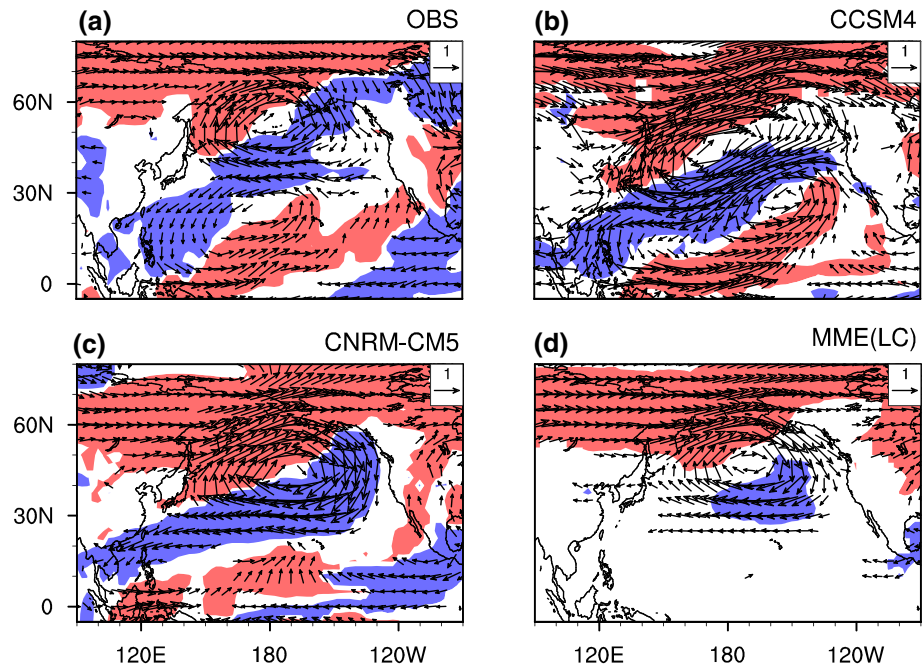 (a) OBS
(b) CCSM4
1
1
60N
30N
0
(c) CNRM-CM5
(d) MME(LC)
1
1
60N
30N
0
120E 180 120W
120E 180 120W